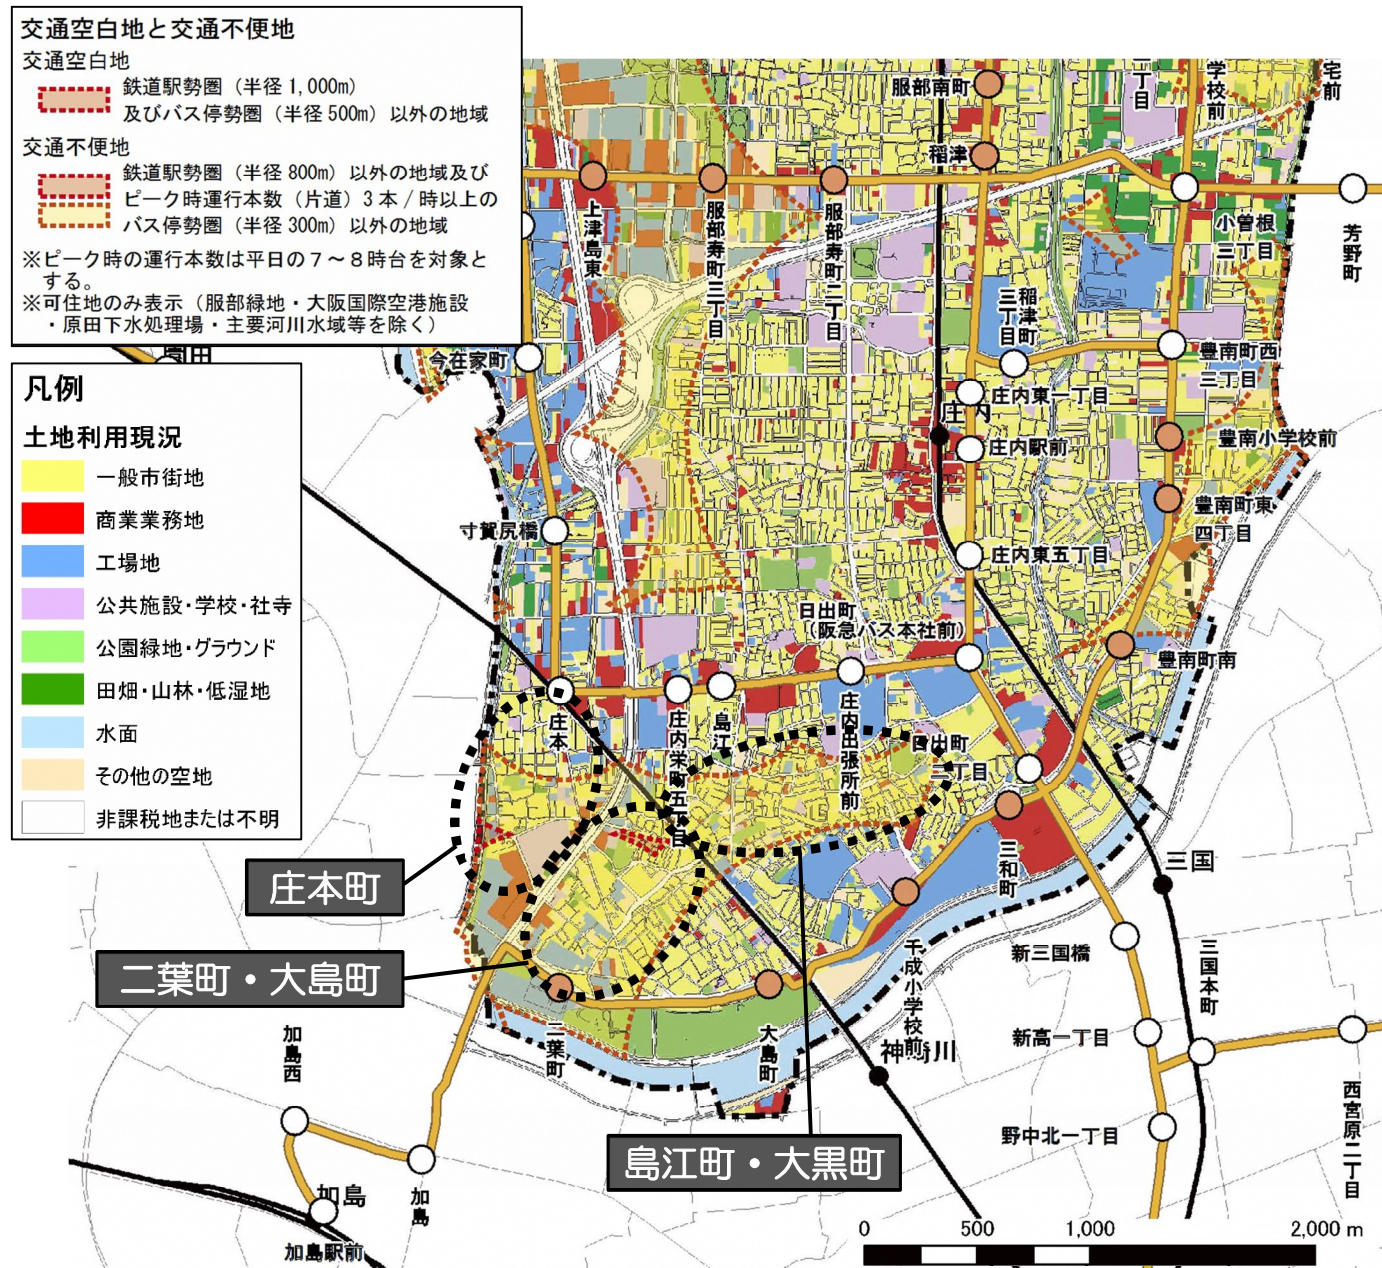 交通空白地と交通不便地
交通空白地
鉄道駅勢圏（半径1,000m）
及びバス停勢圏（半径500m）以外の地域
交通不便地
鉄道駅勢圏（半径800m）以外の地域及び
ピーク時運行本数（片道）3本/時以上の
バス停勢圏（半径300m）以外の地域
※ピーク時の運行本数は平日の７～８時台を対象と
する。
※可住地のみ表示（服部緑地・大阪国際空港施設
・原田下水処理場・主要河川水域等を除く）
凡例
土地利用現況
一般市街地
商業業務地
工場地
公共施設・学校・社寺
公園緑地・グラウンド
田畑・山林・低湿地
水面
その他の空地
非課税地または不明
園田
服部南町
稲津
二丁目
学校前
宅前
上津島東
服部寿町三丁目
服部寿町二丁目
小曽根
三丁目
芳野町
今在家町
稲津町
三丁目
豊南町西
三丁目
庄内東一丁目
庄内
庄内駅前
豊南小学校前
豊南町東
四丁目
寸賀尻橋
庄内東五丁目
日出町
（阪急バス本社前）
豊南町南
庄本
庄内栄町五丁目
島江
庄内出張所前
日出町
二丁目
三和町
三国
庄本町
二葉町・大島町
島江町・大黒町
二葉町
大島町
千成小学校前
神崎川
新三国橋
三国本町
新高一丁目
野中北一丁目
西宮原二丁目
加島西
加島
加島
加島駅前
0
500
1,000
2,000 m